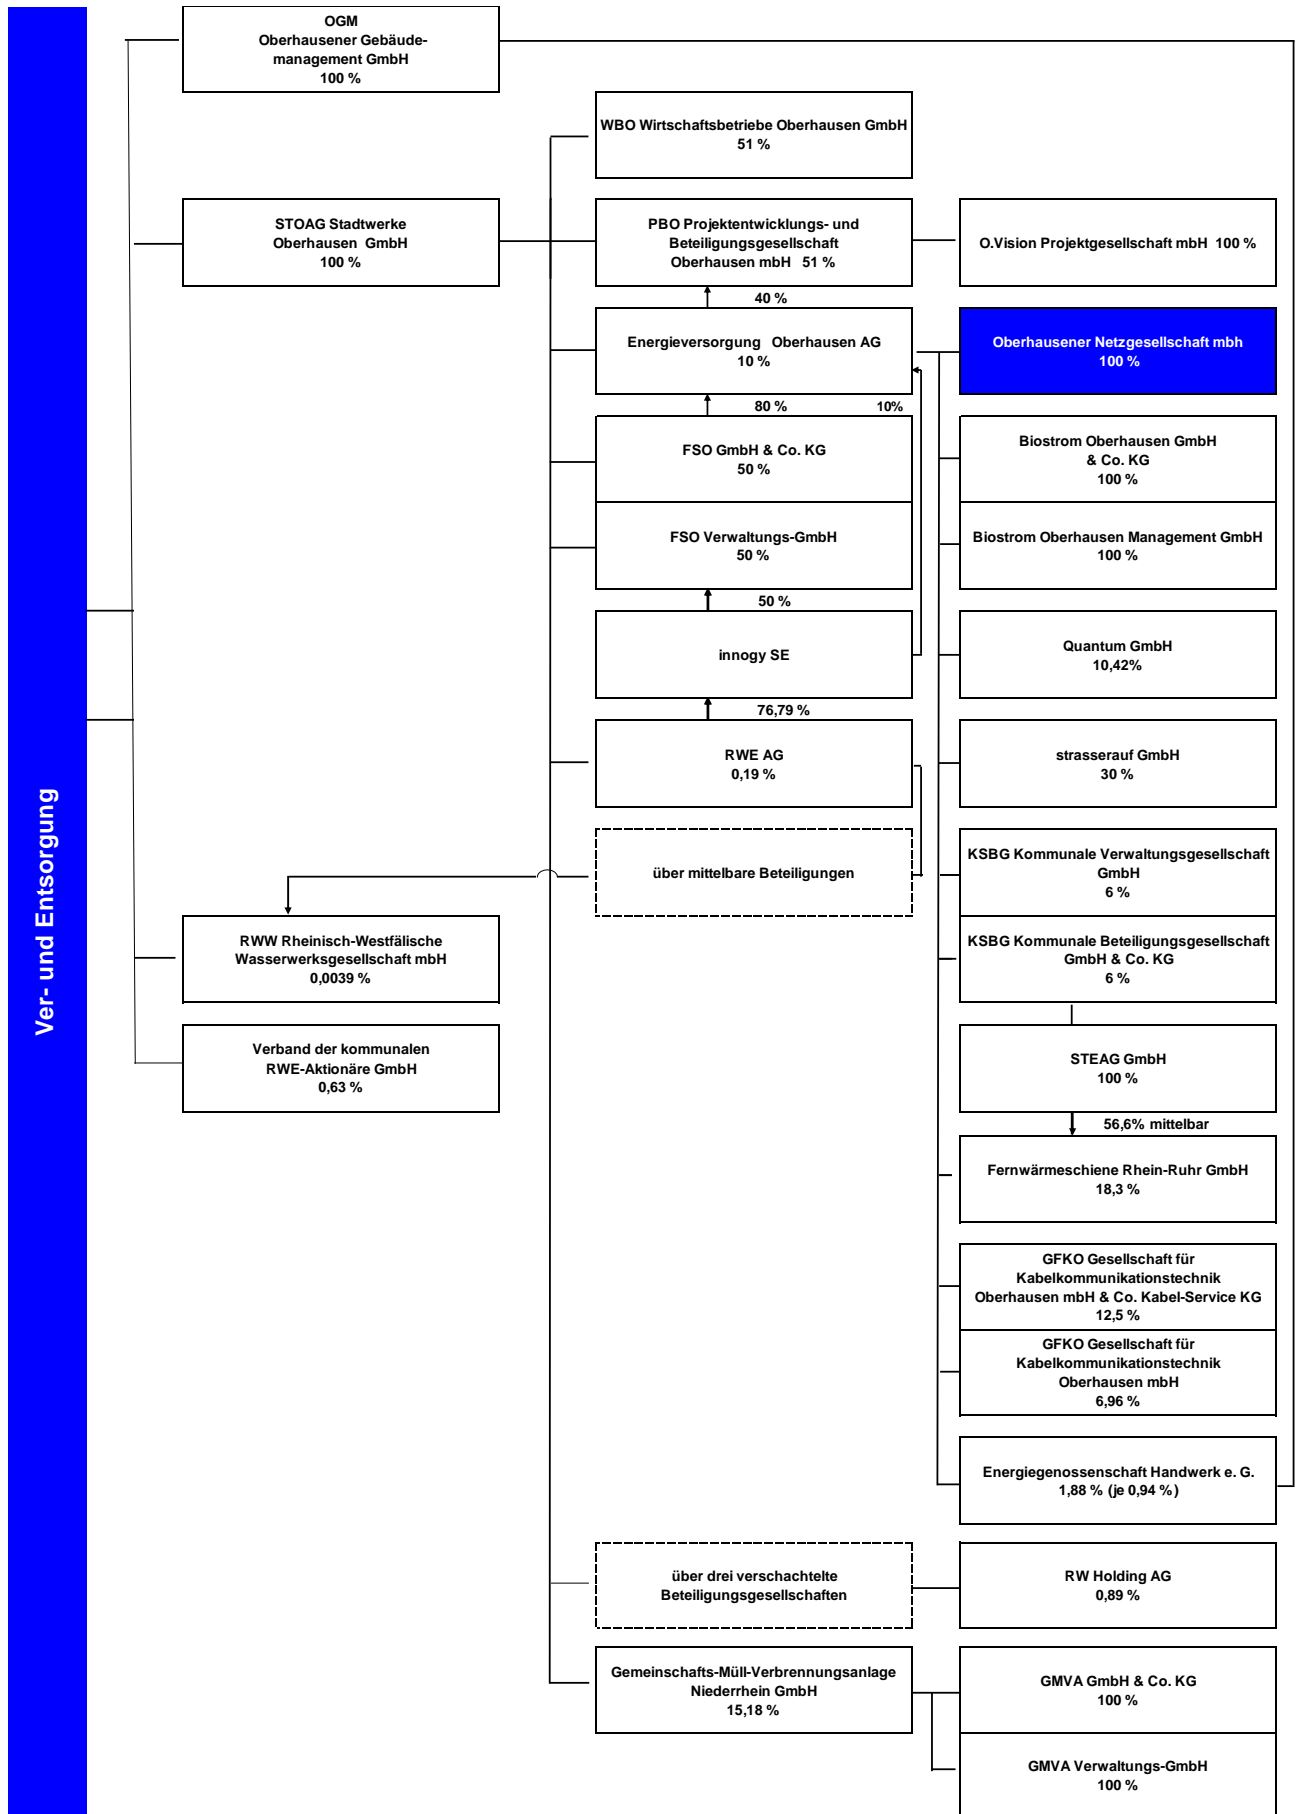 Ver- und Entsorgung
OGM
Oberhausener Gebäude-
management GmbH
100 %
STOAG Stadtwerke
Oberhausen GmbH
100 %
RWW Rheinisch-Westfälische
Wasserwerksgesellschaft mbH
0,0039 %
Verband der kommunalen
RWE-Aktionäre GmbH
0,63 %
WBO Wirtschaftsbetriebe Oberhausen GmbH
51 %
PBO Projektentwicklungs- und
Beteiligungsgesellschaft
Oberhausen mbH 51 %
40 %
Energieversorgung Oberhausen AG
10 %
80 %
10%
FSO GmbH & Co. KG
50 %
FSO Verwaltungs-GmbH
50 %
50 %
innogy SE
76,79 %
RWE AG
0,19 %
über mittelbare Beteiligungen
über drei verschachtelte
Beteiligungsgesellschaften
Gemeinschafts-Müll-Verbrennungsanlage
Niederrhein GmbH
15,18 %
O.Vision Projektgesellschaft mbH 100 %
Oberhausener Netzgesellschaft mbh
100 %
Biostrom Oberhausen GmbH
& Co. KG
100 %
Biostrom Oberhausen Management GmbH
100 %
Quantum GmbH
10,42%
strasserauf GmbH
30 %
KSBG Kommunale Verwaltungsgesellschaft
GmbH
6 %
KSBG Kommunale Beteiligungsgesellschaft
GmbH & Co. KG
6 %
STEAG GmbH
100 %
56,6% mittelbar
Fernwärmeschiene Rhein-Ruhr GmbH
18,3 %
GFKO Gesellschaft für
Kabelkommunikationstechnik
Oberhausen mbH & Co. Kabel-Service KG
12,5 %
GFKO Gesellschaft für
Kabelkommunikationstechnik
Oberhausen mbH
6,96 %
Energiegenossenschaft Handwerk e. G.
1,88 % (je 0,94 %)
RW Holding AG
0,89 %
GMVA GmbH & Co. KG
100 %
GMVA Verwaltungs-GmbH
100 %